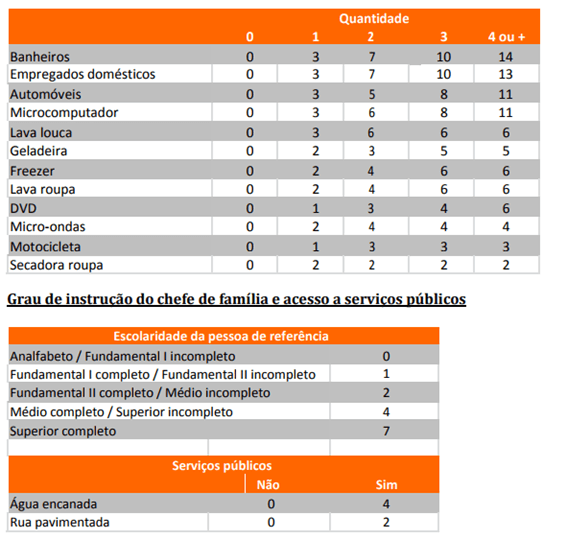 Quantidade
0 1 2 3 4 ou +
Banheiros 0 3 7 10 14
Empregados domésticos 0 3 7 10 13
Automóveis 0 3 5 8 11
Microcomputador 0 3 6 8 11
Lava louca 0 3 6 6 6
Geladeira 0 2 3 5 5
Freezer 0 2 4 6 6
Lava roupa 0 2 4 6 6
DVD 0 1 3 4 6
Micro-ondas 0 2 4 4 4
Motocicleta 0 1 3 3 3
Secadora roupa 0 2 2 2 2
Grau de instrução do chefe de família e acesso a serviços públicos
Escolaridade da pessoa de referência
Analfabeto / Fundamental I incompleto 0
Fundamental I completo / Fundamental II incompleto 1
Fundamental II completo / Médio incompleto 2
Médio completo / Superior incompleto 4
Superior completo 7
Serviços públicos
Não Sim
Água encanada 0 4
Rua pavimentada 0 2